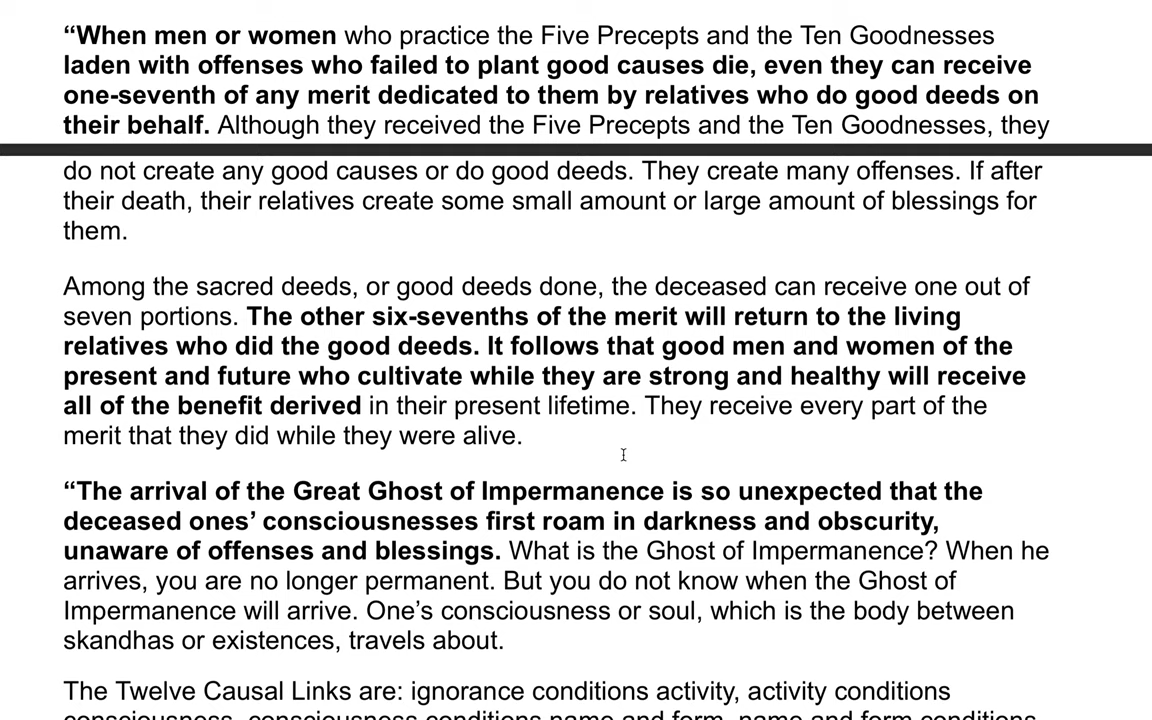 “When men or women who practice the Five Precepts and the Ten Goodnesses
laden with offenses who failed to plant good causes die, even they can receive
one-seventh of any merit dedicated to them by relatives who do good deeds on
their behalf. Although they received the Five Precepts and the Ten Goodnesses, they
do not create any good causes or do good deeds. They create many offenses. If after
their death, their relatives create some small amount or large amount of blessings for
them.
Among the sacred deeds, or good deeds done, the deceased can receive one out of
seven portions. The other six-sevenths of the merit will return to the living
relatives who did the good deeds. It follows that good men and women of the
present and future who cultivate while they are strong and healthy will receive
all of the benefit derived in their present lifetime. They receive every part of the
merit that they did while they were alive.
“The arrival of the Great Ghost of Impermanence is so unexpected that the
deceased ones’ consciousnesses first roam in darkness and obscurity,
unaware of offenses and blessings. What is the Ghost of Impermanence? When he
arrives, you are no longer permanent. But you do not know when the Ghost of
Impermanence will arrive. One’s consciousness or soul, which is the body between
skandhas or existences, travels about.
The Twelve Causal Links are: ignorance conditions activity, activity conditions
consciousness, consciousness conditions name and form, name and form conditions